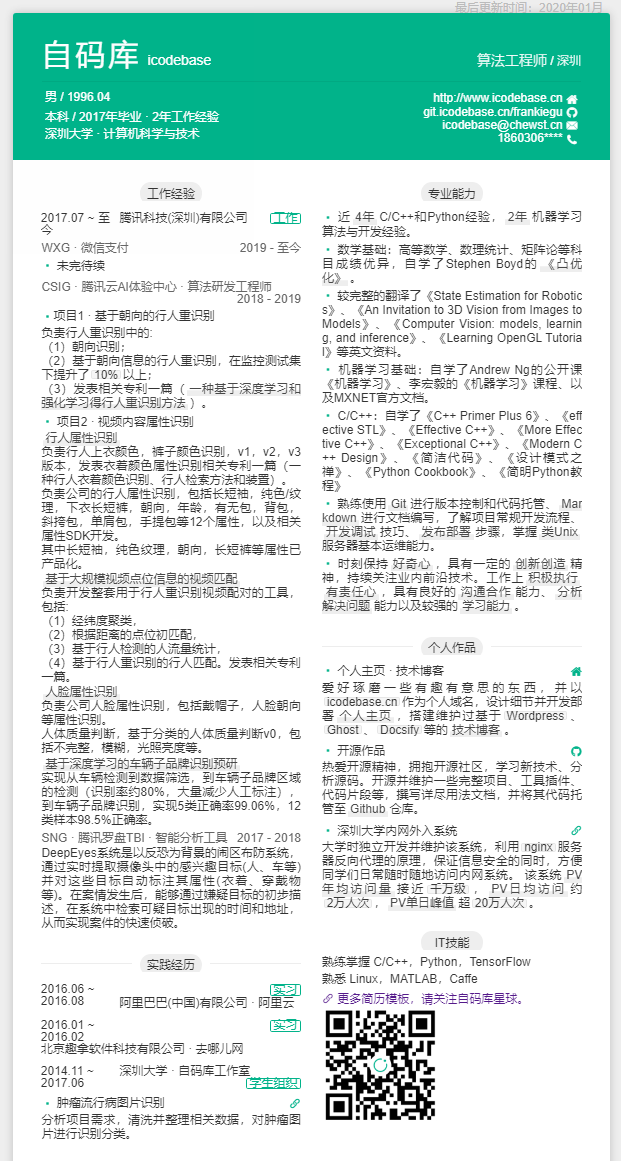 最后更新时间：2020年01月
自码库 icodebase
算法工程师 / 深圳
男 / 1996.04
本科 / 2017年毕业 · 2年工作经验
深圳大学 · 计算机科学与技术
http://www.icodebase.cn
git.icodebase.cn/frankiegu
icodebase@chewst.cn
1860306****
工作经验
2017.07 ~ 至今 腾讯科技(深圳)有限公司 工作
WXG · 微信支付 2019 - 至今
• 未完待续
CSIG · 腾讯云AI体验中心 · 算法研发工程师
2018 - 2019
• 项目1 · 基于朝向的行人重识别
负责行人重识别中的:
（1）朝向识别；
（2）基于朝向信息的行人重识别，在监控测试集
下提升了 10% 以上；
（3）发表相关专利一篇（ 一种基于深度学习和
强化学习得行人重识别方法 ）。
• 项目2 · 视频内容属性识别
行人属性识别
负责行人上衣颜色，裤子颜色识别，v1，v2，v3
版本，发表衣着颜色属性识别相关专利一篇（一
种行人衣着颜色识别、行人检索方法和装置）。
负责公司的行人属性识别，包括长短袖，纯色/纹
理，下衣长短裤，朝向，年龄，有无包，背包，
斜挎包，单肩包，手提包等12个属性，以及相关
属性SDK开发。
其中长短袖，纯色纹理，朝向，长短裤等属性已
产品化。
基于大规模视频点位信息的视频匹配
负责开发整套用于行人重识别视频配对的工具，
包括:
（1）经纬度聚类，
（2）根据距离的点位初匹配，
（3）基于行人检测的人流量统计，
（4）基于行人重识别的行人匹配。发表相关专利
一篇。
人脸属性识别
负责公司人脸属性识别，包括戴帽子，人脸朝向
等属性识别。
人体质量判断，基于分类的人体质量判断v0，包
括不完整，模糊，光照亮度等。
基于深度学习的车辆子品牌识别预研
实现从车辆检测到数据筛选，到车辆子品牌区域
的检测（识别率约80%，大量减少人工标注），
到车辆子品牌识别，实现5类正确率99.06%，12
类样本98.5%正确率。
SNG · 腾讯罗盘TBI · 智能分析工具 2017 - 2018
DeepEyes系统是以反恐为背景的闹区布防系统，
通过实时提取摄像头中的感兴趣目标(人、车等)
并对这些目标自动标注其属性(衣着、穿戴物
等)。在案情发生后，能够通过嫌疑目标的初步描
述，在系统中检索可疑目标出现的时间和地址，
从而实现案件的快速侦破。
实践经历
2016.06 ~ 2016.08 阿里巴巴(中国)有限公司 · 阿里云 实习
2016.01 ~ 2016.02 实习
北京趣拿软件科技有限公司 · 去哪儿网
2014.11 ~ 2017.06 深圳大学 · 自码库工作室
学生组织
• 肿瘤流行病图片识别
分析项目需求，清洗并整理相关数据，对肿瘤图
片进行识别分类。
专业能力
• 近 4年 C/C++和Python经验， 2年 机器学习
算法与开发经验。
• 数学基础：高等数学、数理统计、矩阵论等科
目成绩优异，自学了Stephen Boyd的 《凸优
化》 。
• 较完整的翻译了《State Estimation for Robotic
s》、《An Invitation to 3D Vision from Images to
Models》、《Computer Vision: models, learnin
g, and inference》、《Learning OpenGL Tutoria
l》等英文资料。
• 机器学习基础：自学了Andrew Ng的公开课
《机器学习》、李宏毅的《机器学习》课程、以
及MXNET官方文档。
• C/C++：自学了《C++ Primer Plus 6》、《eff
ective STL》、《Effective C++》、《More Effec
tive C++》、《Exceptional C++》、《Modern C
++ Design》、《简洁代码》、《设计模式之
禅》、《Python Cookbook》、《简明Python教
程》
• 熟练使用 Git 进行版本控制和代码托管、 Mar
kdown 进行文档编写，了解项目常规开发流程、
开发调试 技巧、 发布部署 步骤，掌握 类Unix
服务器基本运维能力。
• 时刻保持 好奇心 ，具有一定的 创新创造 精
神，持续关注业内前沿技术。工作上 积极执行
有责任心 ，具有良好的 沟通合作 能力、 分析
解决问题 能力以及较强的 学习能力 。
个人作品
• 个人主页 · 技术博客
爱好琢磨一些有趣有意思的东西，并以
icodebase.cn 作为个人域名，设计细节并开发部
署 个人主页 ，搭建维护过基于 Wordpress 、
Ghost 、 Docsify 等的 技术博客 。
• 开源作品
热爱开源精神，拥抱开源社区，学习新技术、分
析源码。开源并维护一些完整项目、工具插件、
代码片段等，撰写详尽用法文档，并将其代码托
管至 Github 仓库。
• 深圳大学内网外入系统
大学时独立开发并维护该系统，利用 nginx 服务
器反向代理的原理，保证信息安全的同时，方便
同学们日常随时随地访问内网系统。 该系统 PV
年均访问量 接近 千万级 ， PV日均访问 约
2万人次 ， PV单日峰值 超 20万人次 。
IT技能
熟练掌握 C/C++，Python，TensorFlow
熟悉 Linux，MATLAB，Caffe
更多简历模板，请关注自码库星球。